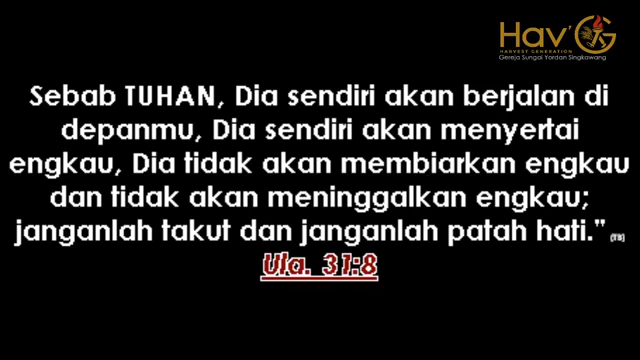 Hav'G
HARVEST GENERATION
Gereja Sungai Yordan Singkawang
Sebab TUHAN, Dia sendiri akan berjalan di
depanmu, Dia sendiri akan menyertai
engkau, Dia tidak akan membiarkan engkau
dan tidak akan meninggalkan engkau;
janganlah takut dan janganlah patah hati." (TB)
Ula. 31:8